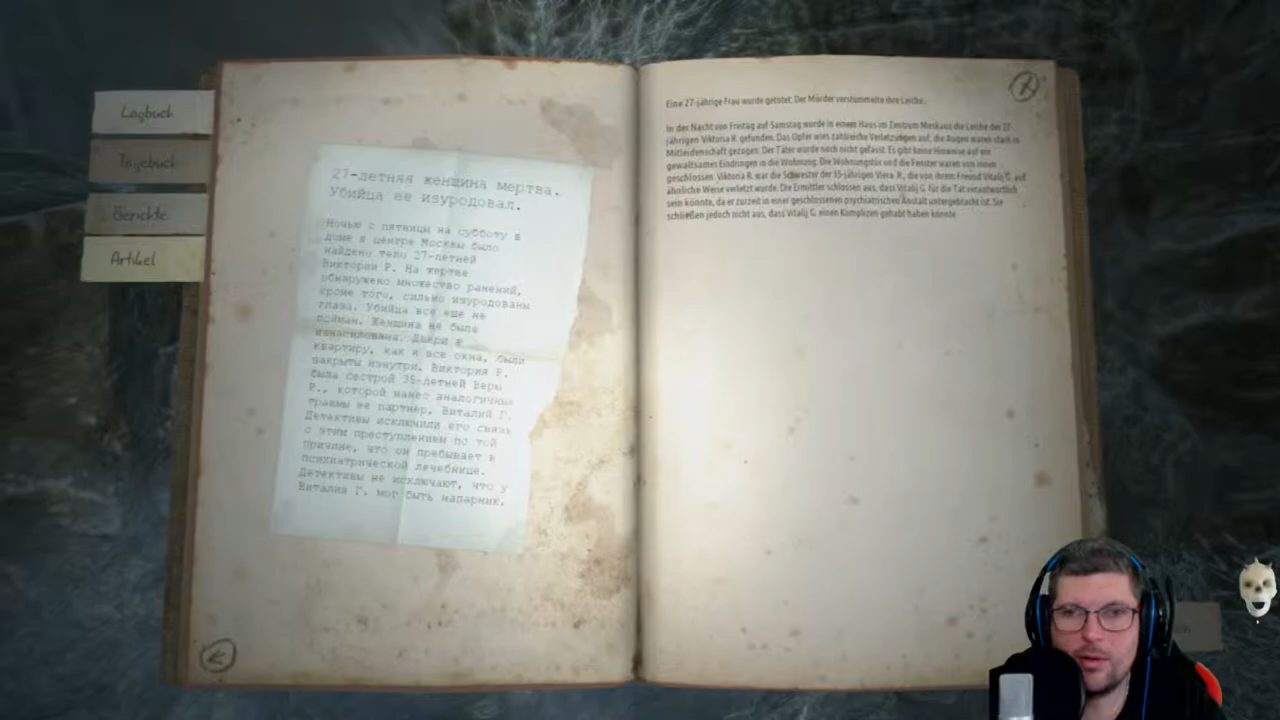 Logbuch
Tagebuch
Berichte
Artikel
27-летняя женщина мертва.
Убийца ее изуродовал.
Ночью с пятницы на субботу в
доме в центре Москвы было
найдено тело 27-летней
Виктории Р. На жертве
обнаружено множество ранений,
кроме того, сильно изуродованы
глаза. Убийца все еще не
пойман. Женщина не была
изнасилована. Двери в
квартиру, как и все окна, были
закрыты изнутри. Виктория Р.
была сестрой 35-летней Веры
Р., которой нанес аналогичные
травмы ее партнер, Виталий Г.
Детективы исключили его связь
с этим преступлением по той
причине, что он пребывает в
психиатрической лечебнице.
Детективы не исключают, что у
Виталия Г. мог быть напарник.
Eine 27-jährige Frau wurde getötet. Der Mörder verstümmelte ihre Leiche.
In der Nacht von Freitag auf Samstag wurde in einem Haus im Zentrum Moskaus die Leiche der 27-
jährigen Viktoria R. gefunden. Das Opfer wies zahlreiche Verletzungen auf, die Augen waren stark in
Mitleidenschaft gezogen. Der Täter wurde noch nicht gefasst. Es gibt keine Hinweise auf ein
gewaltsames Eindringen in die Wohnung. Die Wohnungstür und die Fenster waren von innen
geschlossen. Viktoria R. war die Schwester der 35-jährigen Viera R., die von ihrem Freund Vitalij G. auf
ähnliche Weise verletzt wurde. Die Ermittler schlossen aus, dass Vitalij G. für die Tat verantwortlich
sein könnte, da er zurzeit in einer geschlossenen psychiatrischen Anstalt untergebracht ist. Sie
schließen jedoch nicht aus, dass Vitalij G. einen Komplizen gehabt haben könnte.